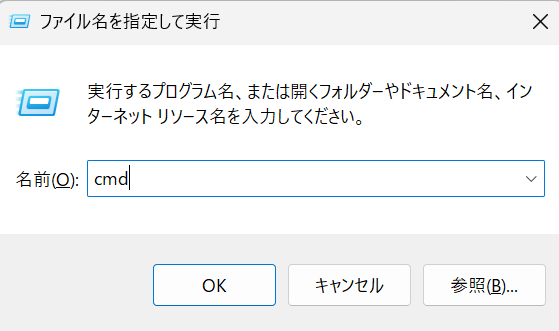 ファイル名を指定して実行
実行するプログラム名、または開くフォルダーやドキュメント名、イン
ターネット リソース名を入力してください。
名前(O): cmd
OK キャンセル 参照(B)...